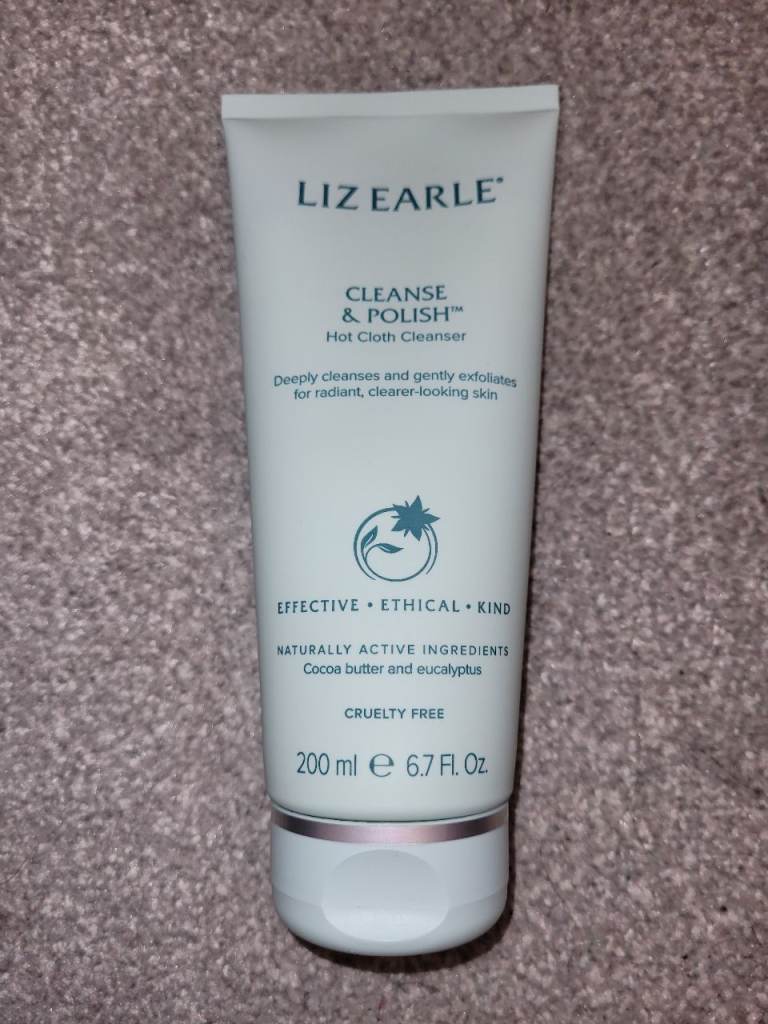 LIZ EARLE®
CLEANSE
& POLISH™
Hot Cloth Cleanser
Deeply cleanses and gently exfoliates
for radiant, clearer-looking skin
EFFECTIVE • ETHICAL • KIND
NATURALLY ACTIVE INGREDIENTS
Cocoa butter and eucalyptus
CRUELTY FREE
200 ml ℮ 6.7 Fl. Oz.